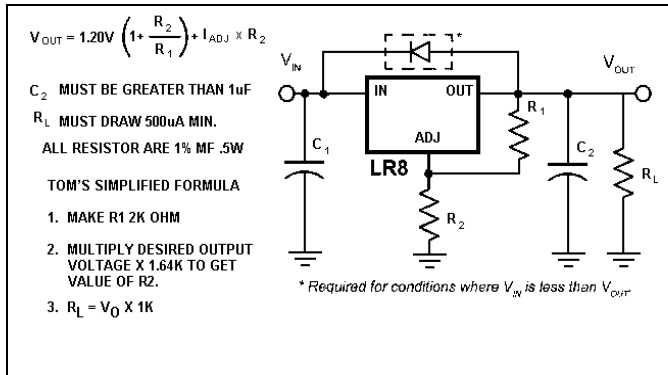 V OUT = 1.20V (1+ R2 / R1) + I ADJ × R2
C2 MUST BE GREATER THAN 1uF
RL MUST DRAW 500uA MIN.
ALL RESISTOR ARE 1% MF .5W
TOM'S SIMPLIFIED FORMULA
1. MAKE R1 2K OHM
2. MULTIPLY DESIRED OUTPUT
VOLTAGE X 1.64K TO GET
VALUE OF R2.
3. RL = VO X 1K
*
VIN
VOUT
IN
OUT
R1
ADJ
C1
LR8
C2
RL
R2
* Required for conditions where VIN is less than VOUT.